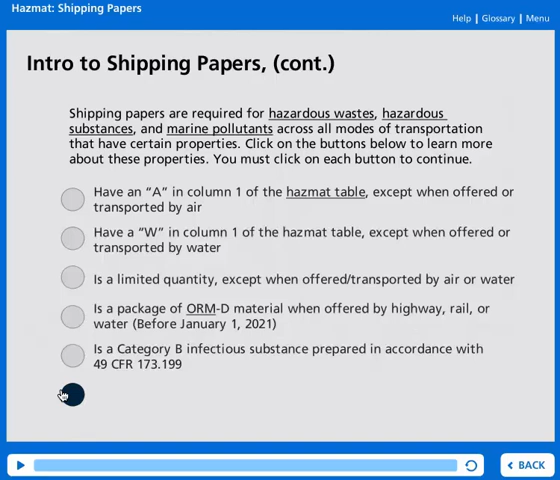 Hazmat: Shipping Papers
Help | Glossary | Menu
Intro to Shipping Papers, (cont.)
Shipping papers are required for hazardous wastes, hazardous
substances, and marine pollutants across all modes of transportation
that have certain properties. Click on the buttons below to learn more
about these properties. You must click on each button to continue.
Have an “A” in column 1 of the hazmat table, except when offered or
transported by air
Have a “W” in column 1 of the hazmat table, except when offered or
transported by water
Is a limited quantity, except when offered/transported by air or water
Is a package of ORM-D material when offered by highway, rail, or
water (Before January 1, 2021)
Is a Category B infectious substance prepared in accordance with
49 CFR 173.199
BACK